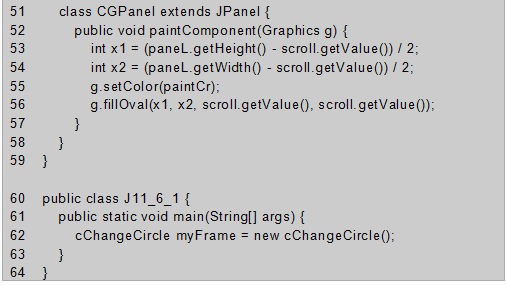 51 class CGPanel extends JPanel {
52 public void paintComponent(Graphics g) {
53 int x1 = (paneL.getHeight() - scroll.getValue()) / 2;
54 int x2 = (paneL.getWidth() - scroll.getValue()) / 2;
55 g.setColor(paintCr);
56 g.fillOval(x1, x2, scroll.getValue(), scroll.getValue());
57 }
58 }
59 }
60 public class J11_6_1 {
61 public static void main(String[] args) {
62 cChangeCircle myFrame = new cChangeCircle();
63 }
64 }